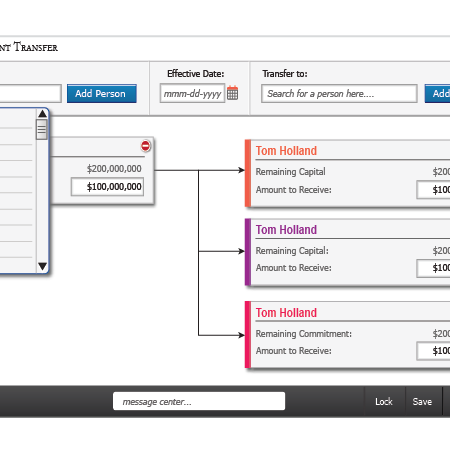 NT TRANSFER
Effective Date:
Transfer to:
Add Person
mmm-dd-yyyy
Search for a person here....
Add
Tom Holland
$200,000,000
Remaining Capital
$200
$100,000,000
Amount to Receive:
$100
Tom Holland
Remaining Capital:
$200
Amount to Receive:
$100
Tom Holland
Remaining Commitment:
$200
Amount to Receive:
$100
message center...
Lock
Save